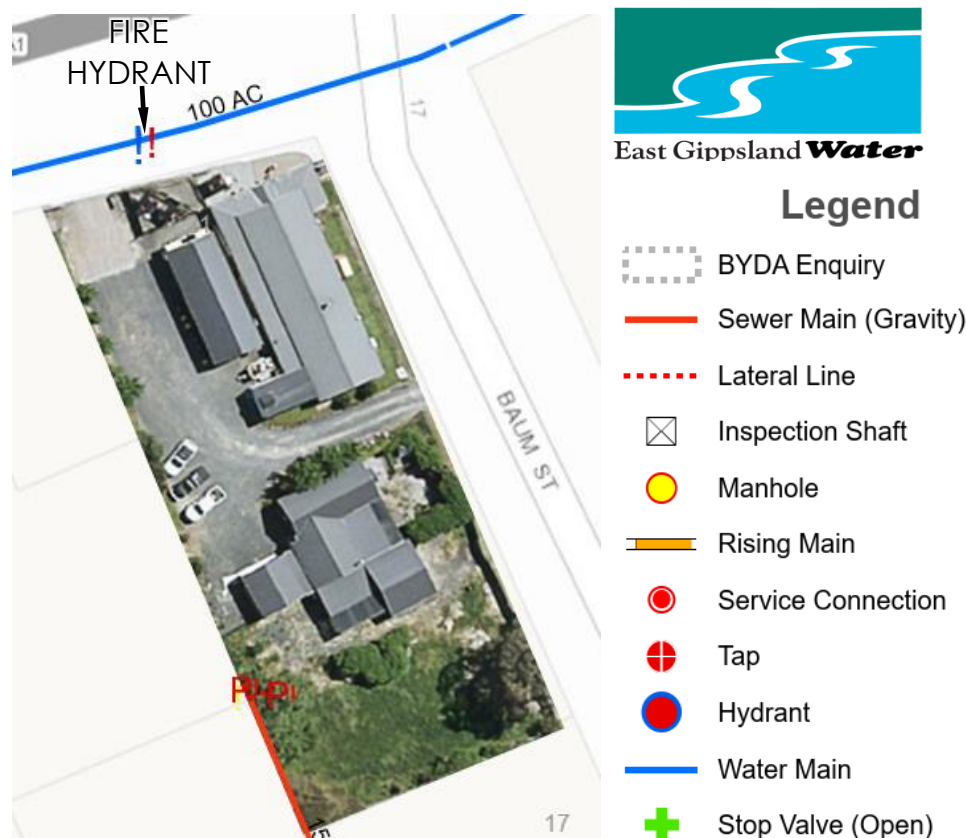 A1
FIRE
HYDRANT
100 AC
17
BAUM ST
17
East Gippsland Water
Legend
BYDA Enquiry
Sewer Main (Gravity)
Lateral Line
Inspection Shaft
Manhole
Rising Main
Service Connection
Tap
Hydrant
Water Main
Stop Valve (Open)